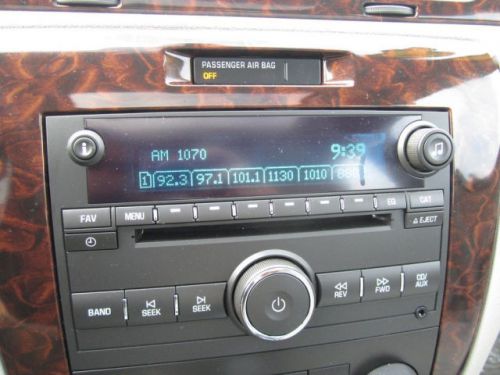 PASSENGER AIR BAG
OFF
AM 1070 9:39
1 92.3 97.1 101.1 1130 1010 860
FAV MENU EQ CAT
EJECT
BAND SEEK SEEK REV FWD CD/AUX